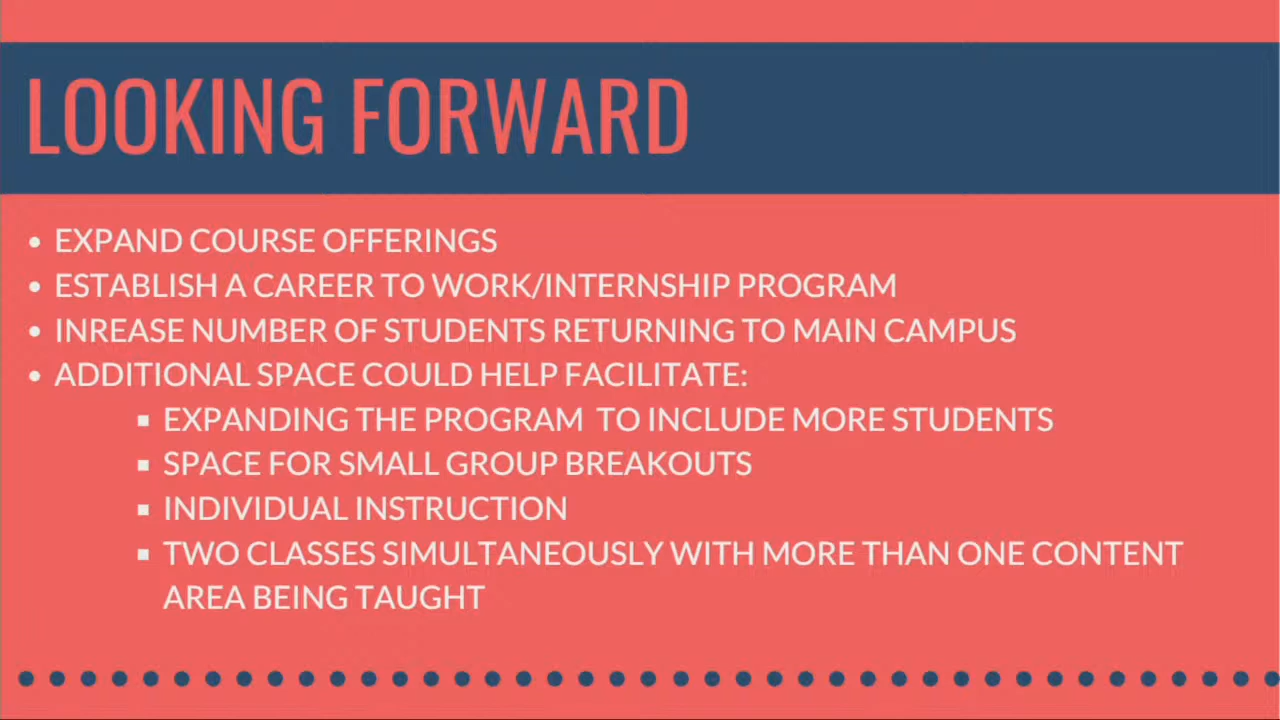 LOOKING FORWARD
• EXPAND COURSE OFFERINGS
• ESTABLISH A CAREER TO WORK/INTERNSHIP PROGRAM
• INREASE NUMBER OF STUDENTS RETURNING TO MAIN CAMPUS
• ADDITIONAL SPACE COULD HELP FACILITATE:
▪ EXPANDING THE PROGRAM  TO INCLUDE MORE STUDENTS
▪ SPACE FOR SMALL GROUP BREAKOUTS
▪ INDIVIDUAL INSTRUCTION
▪ TWO CLASSES SIMULTANEOUSLY WITH MORE THAN ONE CONTENT
AREA BEING TAUGHT